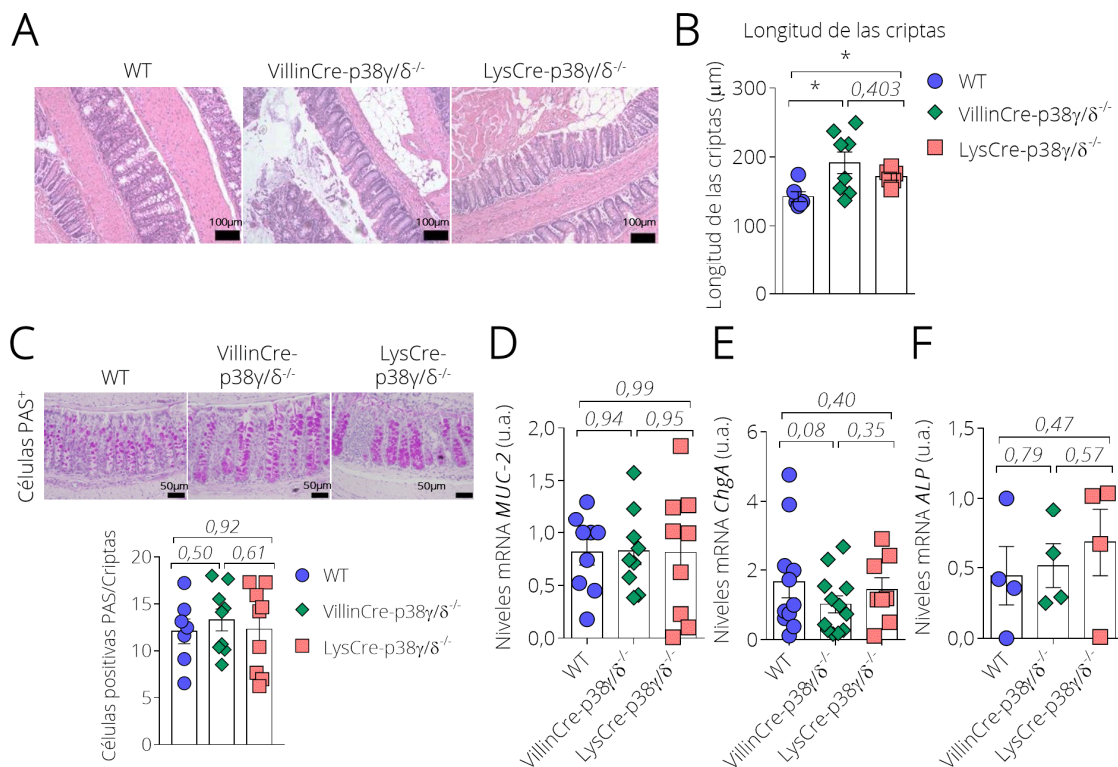 A
WT
VillinCre-p38γ/δ-/-
LysCre-p38γ/δ-/-
100µm
100µm
100µm
B
Longitud de las criptas
*
*
0,403
Longitud de las criptas (µm)
300
200
100
0
WT
VillinCre-p38γ/δ-/-
LysCre-p38γ/δ-/-
C
WT
VillinCre-
p38γ/δ-/-
LysCre-
p38γ/δ-/-
Células PAS+
50µm
50µm
50µm
0,92
0,50
0,61
Células positivas PAS/Criptas
20
15
10
15
0
WT
VillinCre-p38γ/δ-/-
LysCre-p38γ/δ-/-
D
0,99
0,94
0,95
Niveles mRNA MUC-2 (u.a.)
2,0
1,5
1,0
0,5
0,0
WT
VillinCre-p38γ/δ-/-
LysCre-p38γ/δ-/-
E
0,40
0,08
0,35
Niveles mRNA ChgA (u.a.)
6
4
2
0
WT
VillinCre-p38γ/δ-/-
LysCre-p38γ/δ-/-
F
0,47
0,79
0,57
Niveles mRNA ALP (u.a.)
1,5
1,0
0,5
0,0
WT
VillinCre-p38γ/δ-/-
LysCre-p38γ/δ-/-